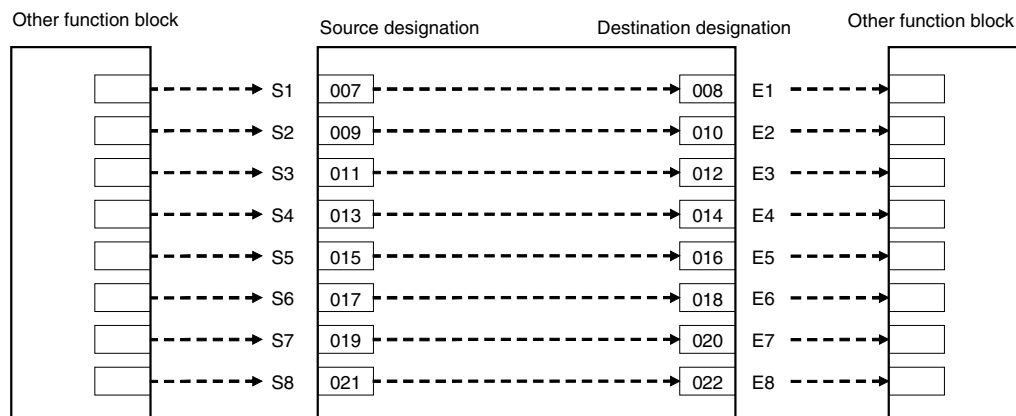 Other function block
Source designation
Destination designation
Other function block
S1 007 008 E1
S2 009 010 E2
S3 011 012 E3
S4 013 014 E4
S5 015 016 E5
S6 017 018 E6
S7 019 020 E7
S8 021 022 E8